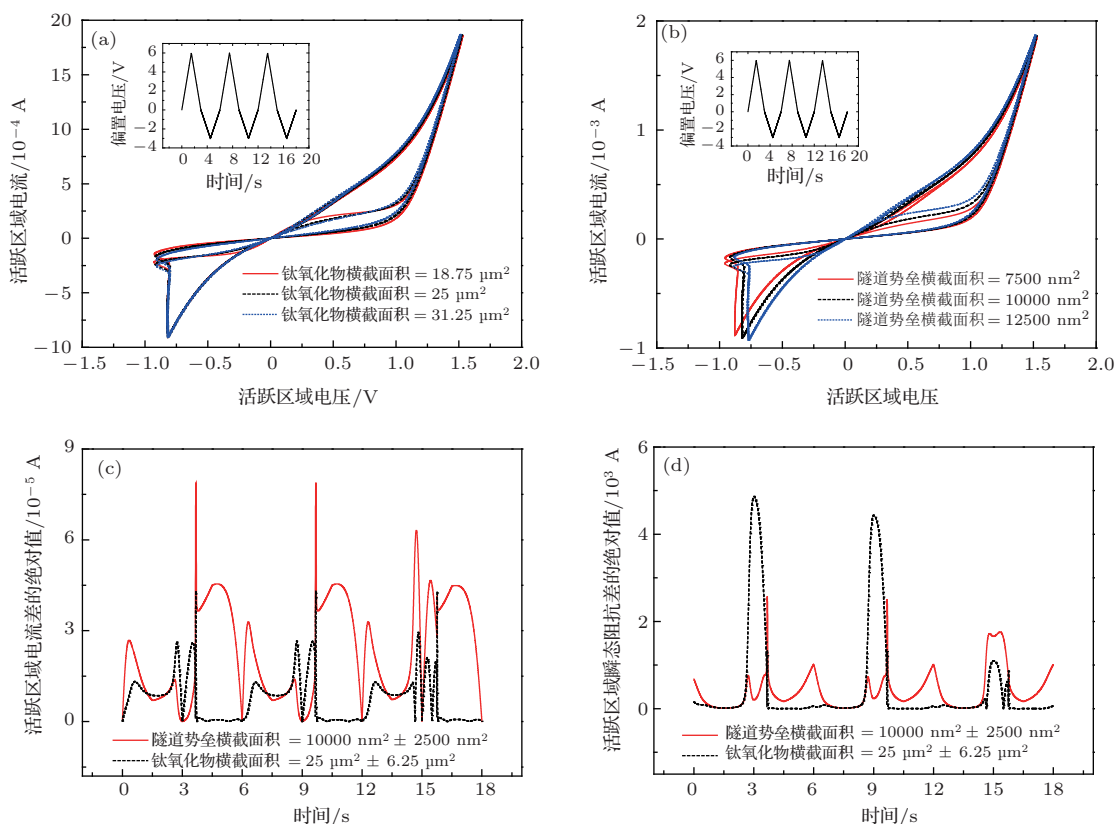 (a)
活跃区域电流/10⁻⁴ A
20
15
10
5
0
−5
−10
−1.5 −1.0 −0.5 0 0.5 1.0 1.5 2.0
活跃区域电压/V
偏置电压/V
6
4
2
0
−2
−4
0 4 8 12 16 20
时间/s
钛氧化物横截面积 = 18.75 µm²
钛氧化物横截面积 = 25 µm²
钛氧化物横截面积 = 31.25 µm²
(b)
活跃区域电流/10⁻³ A
2
1
0
−1
−1.5 −1.0 −0.5 0 0.5 1.0 1.5 2.0
活跃区域电压
偏置电压/V
6
4
2
0
−2
−4
0 4 8 12 16 20
时间/s
隧道势垒横截面积 = 7500 nm²
隧道势垒横截面积 = 10000 nm²
隧道势垒横截面积 = 12500 nm²
(c)
活跃区域电流差的绝对值/10⁻⁵ A
9
6
3
0
0 3 6 9 12 15 18
时间/s
隧道势垒横截面积 = 10000 nm² ± 2500 nm²
钛氧化物横截面积 = 25 µm² ± 6.25 µm²
(d)
活跃区域瞬态阻抗差的绝对值/10³ A
6
4
2
0
0 3 6 9 12 15 18
时间/s
隧道势垒横截面积 = 10000 nm² ± 2500 nm²
钛氧化物横截面积 = 25 µm² ± 6.25 µm²